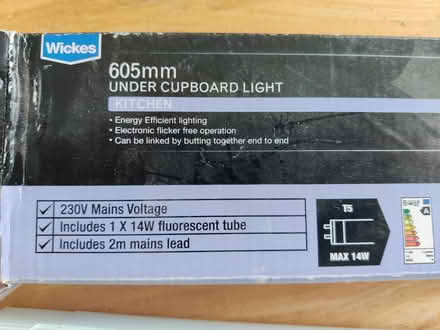 Wickes
605mm
UNDER CUPBOARD LIGHT
KITCHEN
• Energy Efficient lighting
• Electronic flicker free operation
• Can be linked by butting together end to end
✓ 230V Mains Voltage
✓ Includes 1 X 14W fluorescent tube
✓ Includes 2m mains lead
T5
MAX 14W
A